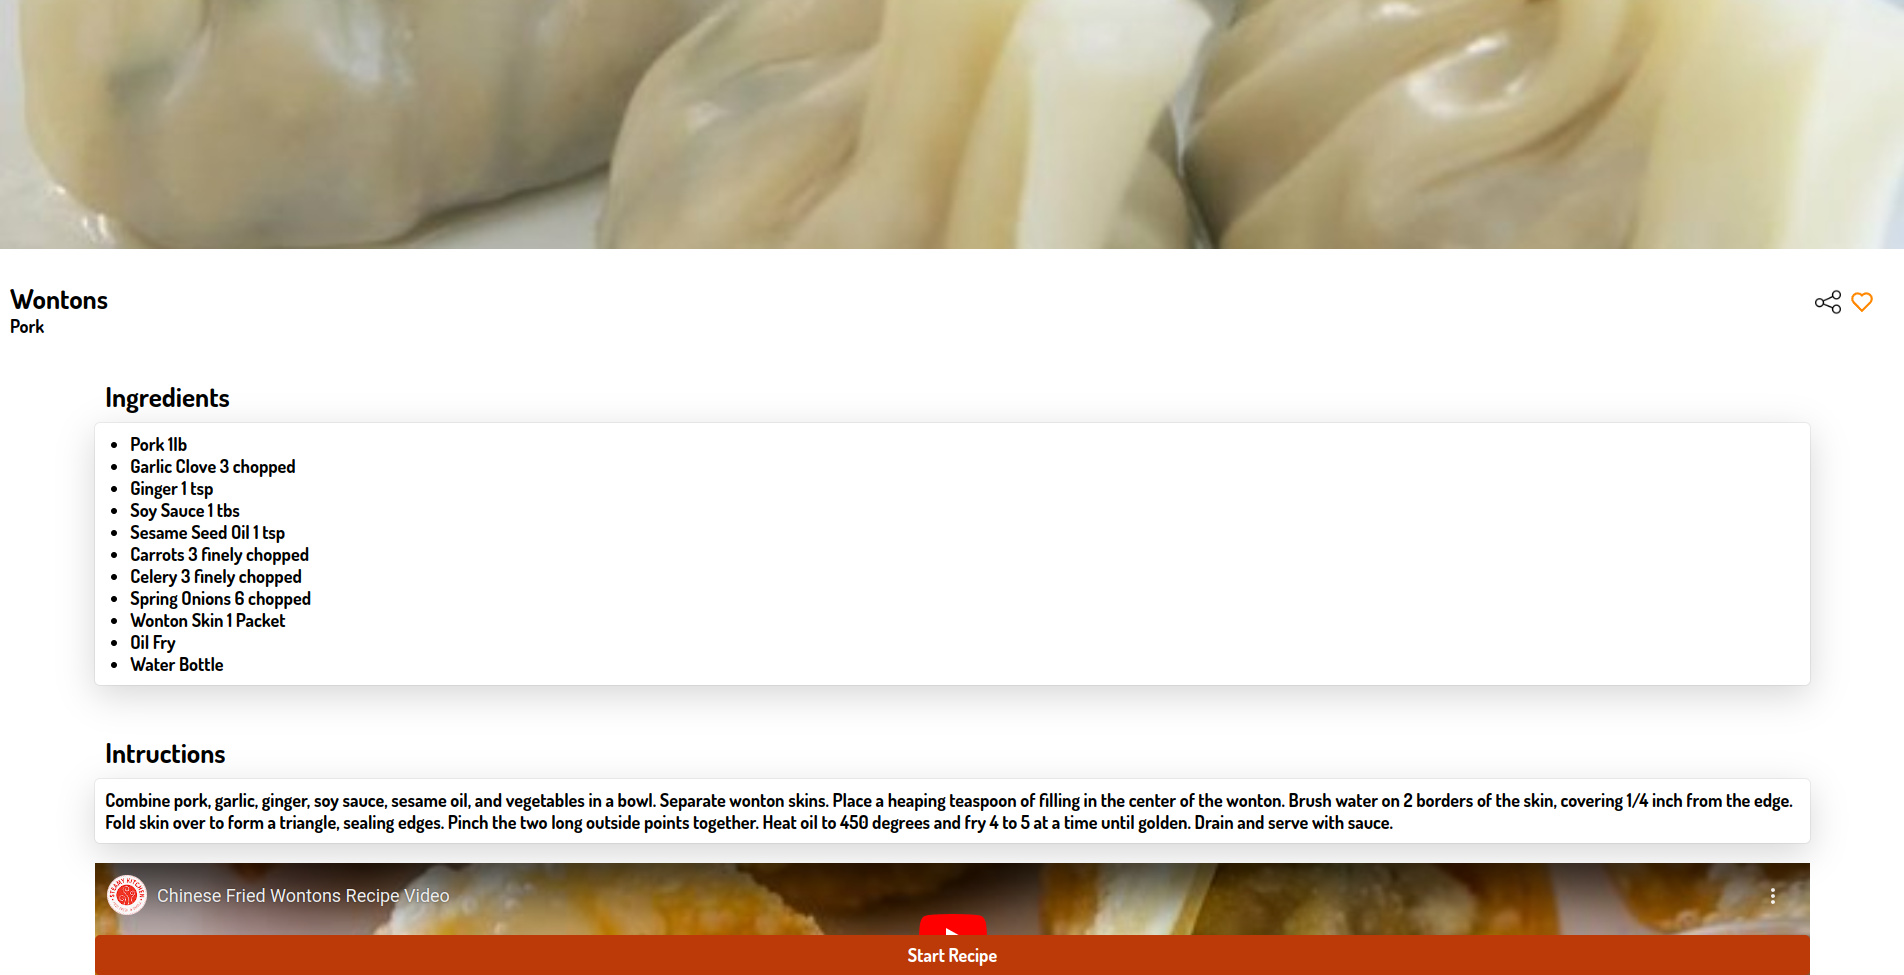 Wontons
Pork
Ingredients
Pork 1lb
Garlic Clove 3 chopped
Ginger 1 tsp
Soy Sauce 1 tbs
Sesame Seed Oil 1 tsp
Carrots 3 finely chopped
Celery 3 finely chopped
Spring Onions 6 chopped
Wonton Skin 1 Packet
Oil Fry
Water Bottle
Intructions
Combine pork, garlic, ginger, soy sauce, sesame oil, and vegetables in a bowl. Separate wonton skins. Place a heaping teaspoon of filling in the center of the wonton. Brush water on 2 borders of the skin, covering 1/4 inch from the edge.
Fold skin over to form a triangle, sealing edges. Pinch the two long outside points together. Heat oil to 450 degrees and fry 4 to 5 at a time until golden. Drain and serve with sauce.
Chinese Fried Wontons Recipe Video
Start Recipe